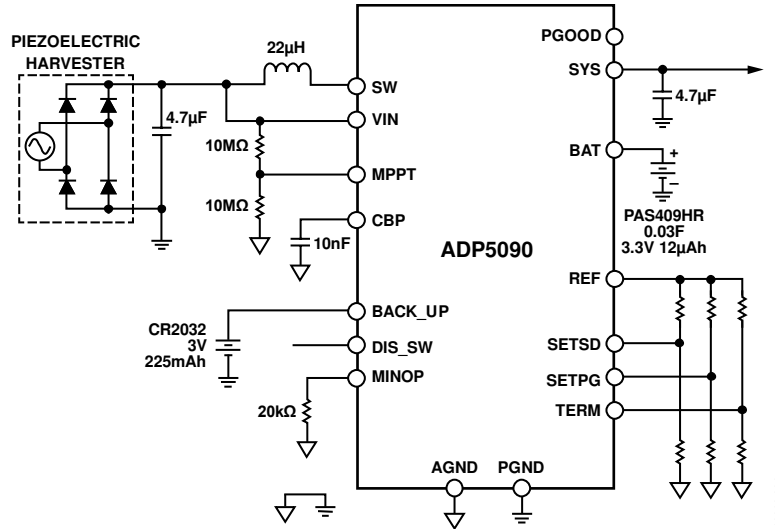 PIEZOELECTRIC
HARVESTER
22µH
4.7µF
10MΩ
10MΩ
10nF
CR2032
3V
225mAh
20kΩ
SW
VIN
MPPT
CBP
BACK_UP
DIS_SW
MINOP
ADP5090
AGND
PGND
PGOOD
SYS
BAT
REF
SETSD
SETPG
TERM
4.7µF
+
–
PAS409HR
0.03F
3.3V 12µAh